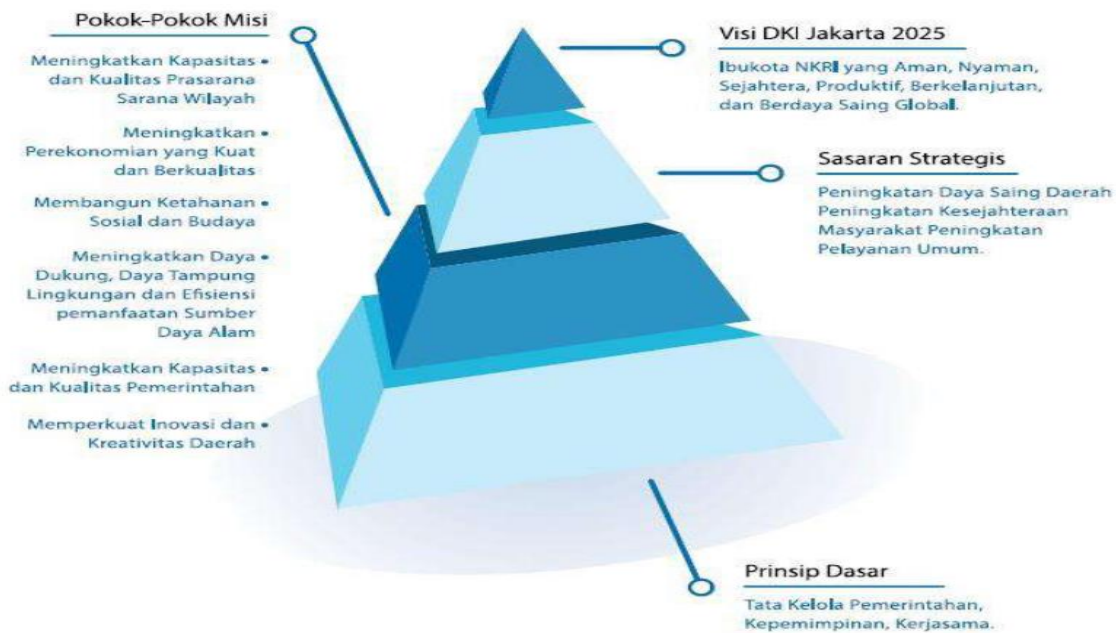 Pokok-Pokok Misi
Meningkatkan Kapasitas •
dan Kualitas Prasarana
Sarana Wilayah
Meningkatkan •
Perekonomian yang Kuat
dan Berkualitas
Membangun Ketahanan •
Sosial dan Budaya
Meningkatkan Daya •
Dukung, Daya Tampung
Lingkungan dan Efisiensi
pemanfaatan Sumber
Daya Alam
Meningkatkan Kapasitas •
dan Kualitas Pemerintahan
Memperkuat Inovasi dan •
Kreativitas Daerah
Visi DKI Jakarta 2025
Ibukota NKRI yang Aman, Nyaman,
Sejahtera, Produktif, Berkelanjutan,
dan Berdaya Saing Global.
Sasaran Strategis
Peningkatan Daya Saing Daerah
Peningkatan Kesejahteraan
Masyarakat Peningkatan
Pelayanan Umum.
Prinsip Dasar
Tata Kelola Pemerintahan,
Kepemimpinan, Kerjasama.